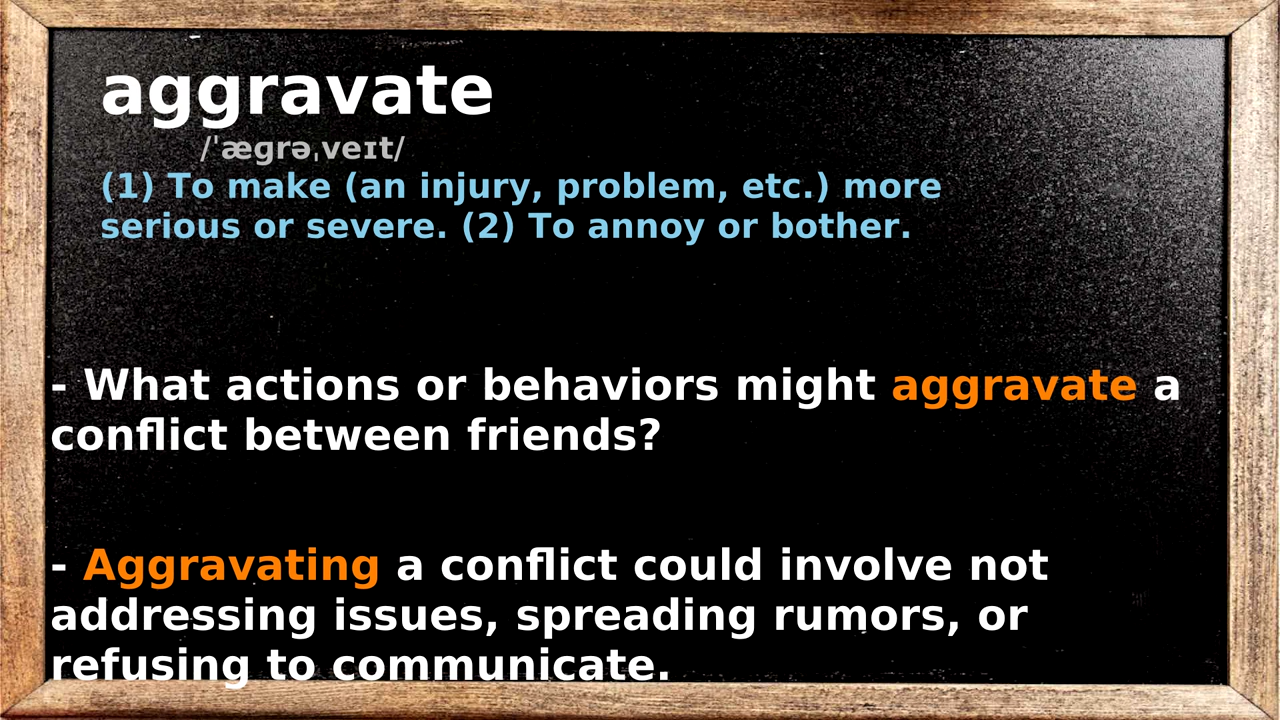 aggravate
/ˈægrəˌveɪt/
(1) To make (an injury, problem, etc.) more
serious or severe. (2) To annoy or bother.
- What actions or behaviors might aggravate a
conflict between friends?
- Aggravating a conflict could involve not
addressing issues, spreading rumors, or
refusing to communicate.